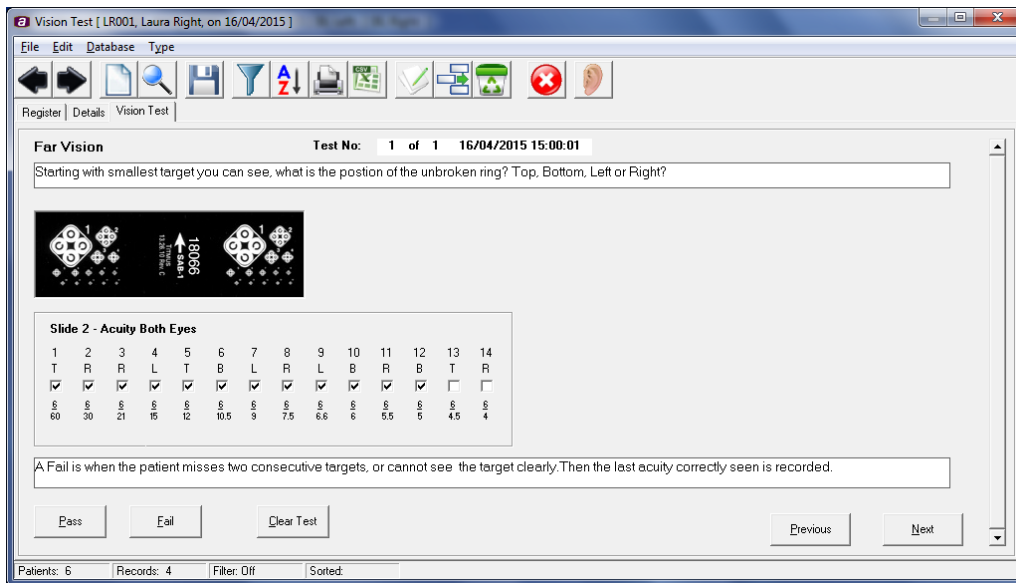 Vision Test [ LR001, Laura Right, on 16/04/2015 ]
File Edit Database Type
A Z CSV
Register Details Vision Test
Far Vision Test No: 1 of 1 16/04/2015 15:00:01
Starting with smallest target you can see, what is the postion of the unbroken ring? Top, Bottom, Left or Right?
1 2 1 2
18066
SAB-1
TITMUS
Slide 2 - Acuity Both Eyes
1 2 3 4 5 6 7 8 9 10 11 12 13 14
T R R L T B L R L B R B T R
6 6 6 6 6 6 6 6 6 6 6 6 6 6
60 30 21 15 12 10.5 9 7.5 6.6 6 5.5 5 4.5 4
A Fail is when the patient misses two consecutive targets, or cannot see the target clearly.Then the last acuity correctly seen is recorded.
Pass Fail Clear Test Previous Next
Patients: 6 Records: 4 Filter: Off Sorted: